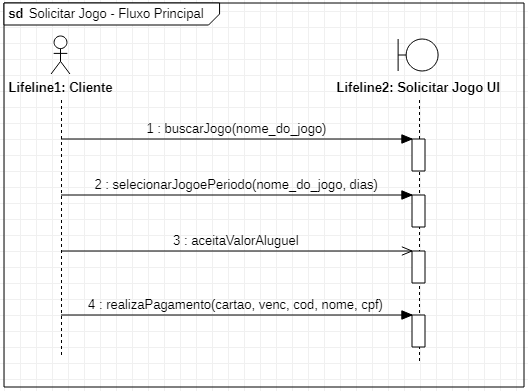 sd Solicitar Jogo - Fluxo Principal
Lifeline1: Cliente
Lifeline2: Solicitar Jogo UI
1 : buscarJogo(nome_do_jogo)
2 : selecionarJogoePeriodo(nome_do_jogo, dias)
3 : aceitaValorAluguel
4 : realizaPagamento(cartao, venc, cod, nome, cpf)